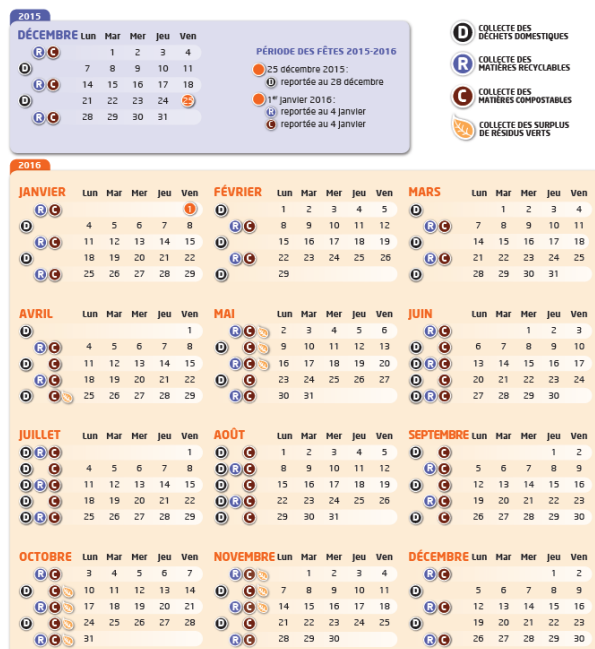 2015
DÉCEMBRE Lun Mar Mer Jeu Ven
R C 1 2 3 4
D 7 8 9 10 11
R C 14 15 16 17 18
D 21 22 23 24 25
R C 28 29 30 31
PÉRIODE DES FÊTES 2015-2016
25 décembre 2015:
D reportée au 28 décembre
1er janvier 2016:
R reportée au 4 janvier
C reportée au 4 janvier
D COLLECTE DES
DÉCHETS DOMESTIQUES
R COLLECTE DES
MATIÈRES RECYCLABLES
C COLLECTE DES
MATIÈRES COMPOSTABLES
COLLECTE DES SURPLUS
DE RÉSIDUS VERTS
2016
JANVIER Lun Mar Mer Jeu Ven
R C 1
D 4 5 6 7 8
R C 11 12 13 14 15
D 18 19 20 21 22
R C 25 26 27 28 29
FÉVRIER Lun Mar Mer Jeu Ven
D 1 2 3 4 5
R C 8 9 10 11 12
D 15 16 17 18 19
R C 22 23 24 25 26
D 29
MARS Lun Mar Mer Jeu Ven
D 1 2 3 4
R C 7 8 9 10 11
D 14 15 16 17 18
R C 21 22 23 24 25
D 28 29 30 31
AVRIL Lun Mar Mer Jeu Ven
D 1
R C 4 5 6 7 8
D C 11 12 13 14 15
R C 18 19 20 21 22
D C 25 26 27 28 29
MAI Lun Mar Mer Jeu Ven
R C 2 3 4 5 6
D C 9 10 11 12 13
R C 16 17 18 19 20
D C 23 24 25 26 27
R C 30 31
JUIN Lun Mar Mer Jeu Ven
R C 1 2 3
D C 6 7 8 9 10
D R C 13 14 15 16 17
D C 20 21 22 23 24
D R C 27 28 29 30
JUILLET Lun Mar Mer Jeu Ven
D R C 1
D C 4 5 6 7 8
D R C 11 12 13 14 15
D C 18 19 20 21 22
D R C 25 26 27 28 29
AOÛT Lun Mar Mer Jeu Ven
D C 1 2 3 4 5
D R C 8 9 10 11 12
D C 15 16 17 18 19
D R C 22 23 24 25 26
D C 29 30 31
SEPTEMBRE Lun Mar Mer Jeu Ven
D C 1 2
R C 5 6 7 8 9
D C 12 13 14 15 16
R C 19 20 21 22 23
D C 26 27 28 29 30
OCTOBRE Lun Mar Mer Jeu Ven
R C 3 4 5 6 7
D C 10 11 12 13 14
R C 17 18 19 20 21
D C 24 25 26 27 28
R C 31
NOVEMBRE Lun Mar Mer Jeu Ven
R C 1 2 3 4
D C 7 8 9 10 11
R C 14 15 16 17 18
D C 21 22 23 24 25
R C 28 29 30
DÉCEMBRE Lun Mar Mer Jeu Ven
R C 1 2
D 5 6 7 8 9
R C 12 13 14 15 16
D 19 20 21 22 23
R C 26 27 28 29 30